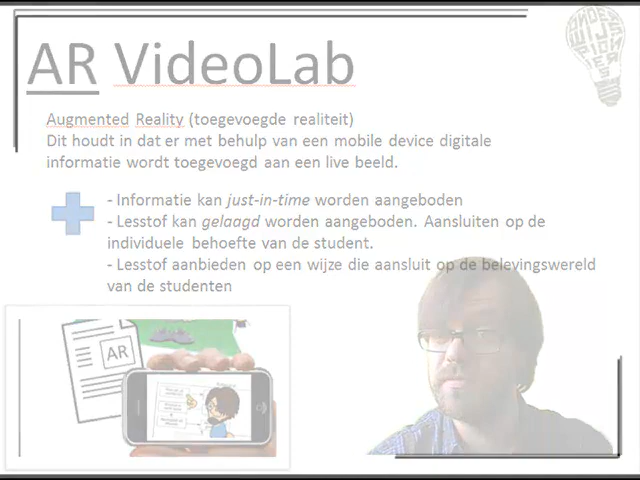 AR VideoLab
Augmented Reality (toegevoegde realiteit)
Dit houdt in dat er met behulp van een mobile device digitale
informatie wordt toegevoegd aan een live beeld.
- Informatie kan just-in-time worden aangeboden
- Lesstof kan gelaagd worden aangeboden. Aansluiten op de
individuele behoefte van de student.
- Lesstof aanbieden op een wijze die aansluit op de belevingswereld
van de studenten
AR